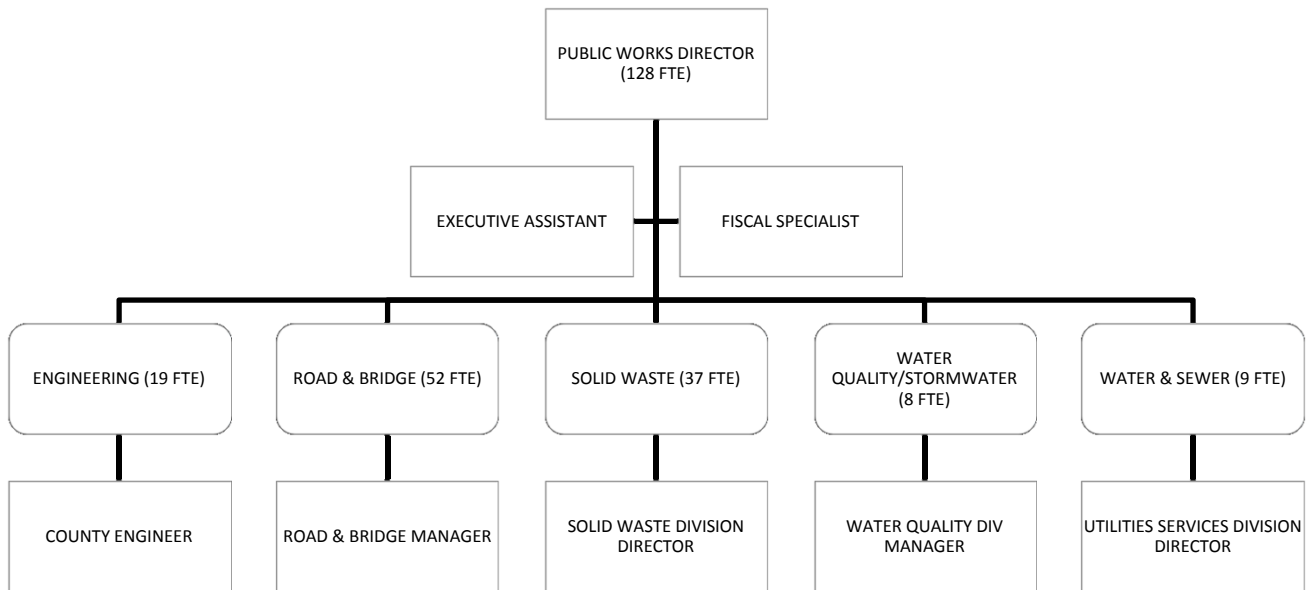 PUBLIC WORKS DIRECTOR
(128 FTE)
EXECUTIVE ASSISTANT
FISCAL SPECIALIST
ENGINEERING (19 FTE)
ROAD & BRIDGE (52 FTE)
SOLID WASTE (37 FTE)
WATER
QUALITY/STORMWATER
(8 FTE)
WATER & SEWER (9 FTE)
COUNTY ENGINEER
ROAD & BRIDGE MANAGER
SOLID WASTE DIVISION
DIRECTOR
WATER QUALITY DIV
MANAGER
UTILITIES SERVICES DIVISION
DIRECTOR